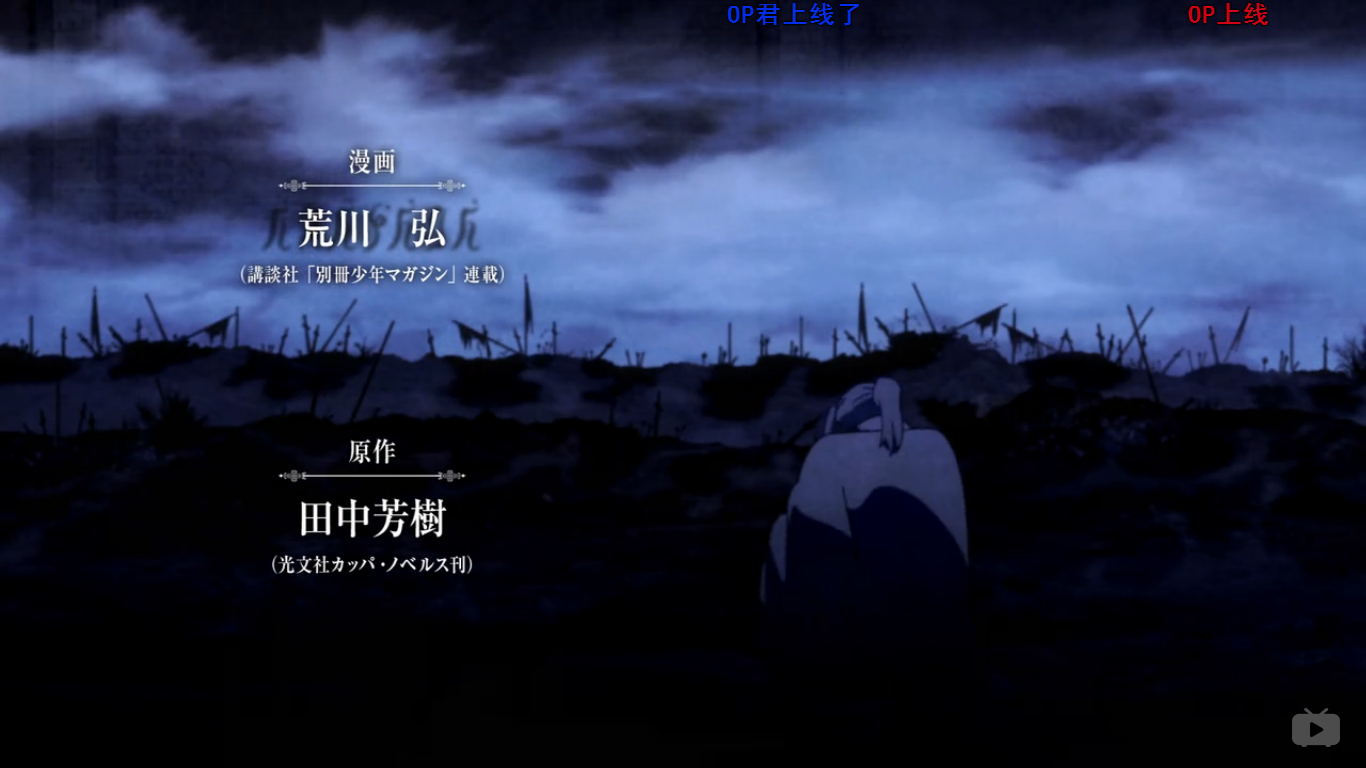 OP君上线了
OP上线
漫画
荒川 弘
(講談社「別冊少年マガジン」連載)
原作
田中芳樹
(光文社カッパ・ノベルス刊)